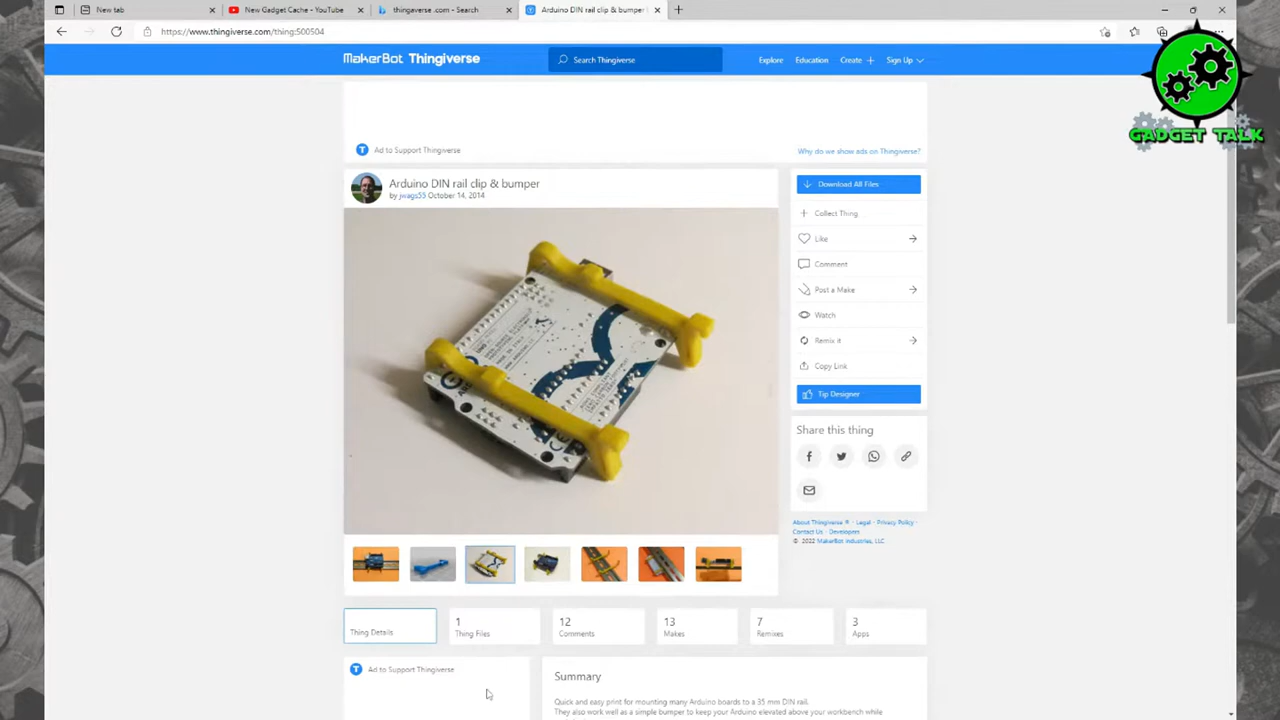 New tab
New Gadget Cache - YouTube
thingiaverse .com - Search
Arduino DIN rail clip & bumper
https://www.thingiverse.com/thing:500504
MakerBot Thingiverse
Search Thingiverse
Explore
Education
Create
Sign Up
GADGET TALK
Ad to Support Thingiverse
Why do we show ads on Thingiverse?
Arduino DIN rail clip & bumper
by jwags55 October 14, 2014
Download All Files
Collect Thing
Like
Comment
Post a Make
Watch
Remix it
Copy Link
Tip Designer
Share this thing
About Thingiverse ® · Legal · Privacy Policy ·
Contact Us · Developers
© 2022 MakerBot Industries, LLC
Thing Details
1
Thing Files
12
Comments
13
Makes
7
Remixes
3
Apps
Ad to Support Thingiverse
Summary
Quick and easy print for mounting many Arduino boards to a 35 mm DIN rail.
They also work well as a simple bumper to keep your Arduino elevated above your workbench while